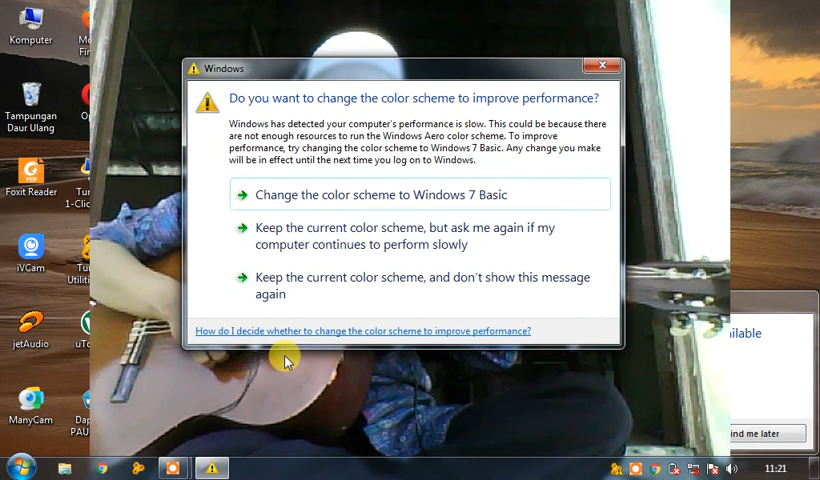 Komputer
Tampungan
Daur Ulang
Foxit Reader
iVCam
jetAudio
ManyCam
Windows
Do you want to change the color scheme to improve performance?
Windows has detected your computer's performance is slow. This could be because there
are not enough resources to run the Windows Aero color scheme. To improve
performance, try changing the color scheme to Windows 7 Basic. Any change you make
will be in effect until the next time you log on to Windows.
Change the color scheme to Windows 7 Basic
Keep the current color scheme, but ask me again if my
computer continues to perform slowly
Keep the current color scheme, and don't show this message
again
How do I decide whether to change the color scheme to improve performance?
ilable
ind me later
11:21